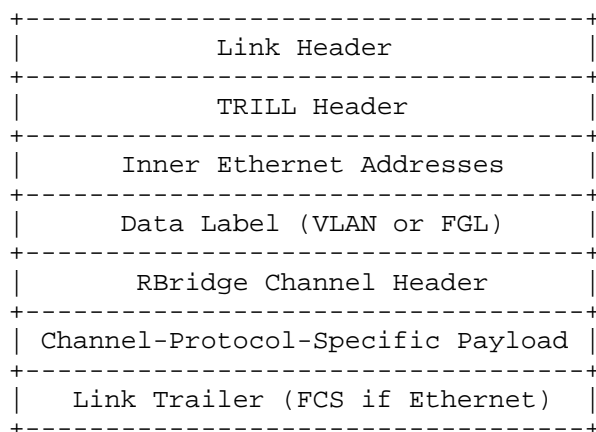 +----------------------------------+
|           Link Header            |
+----------------------------------+
|           TRILL Header           |
+----------------------------------+
|     Inner Ethernet Addresses     |
+----------------------------------+
|     Data Label (VLAN or FGL)     |
+----------------------------------+
|      RBridge Channel Header      |
+----------------------------------+
| Channel-Protocol-Specific Payload |
+----------------------------------+
|  Link Trailer (FCS if Ethernet)  |
+----------------------------------+